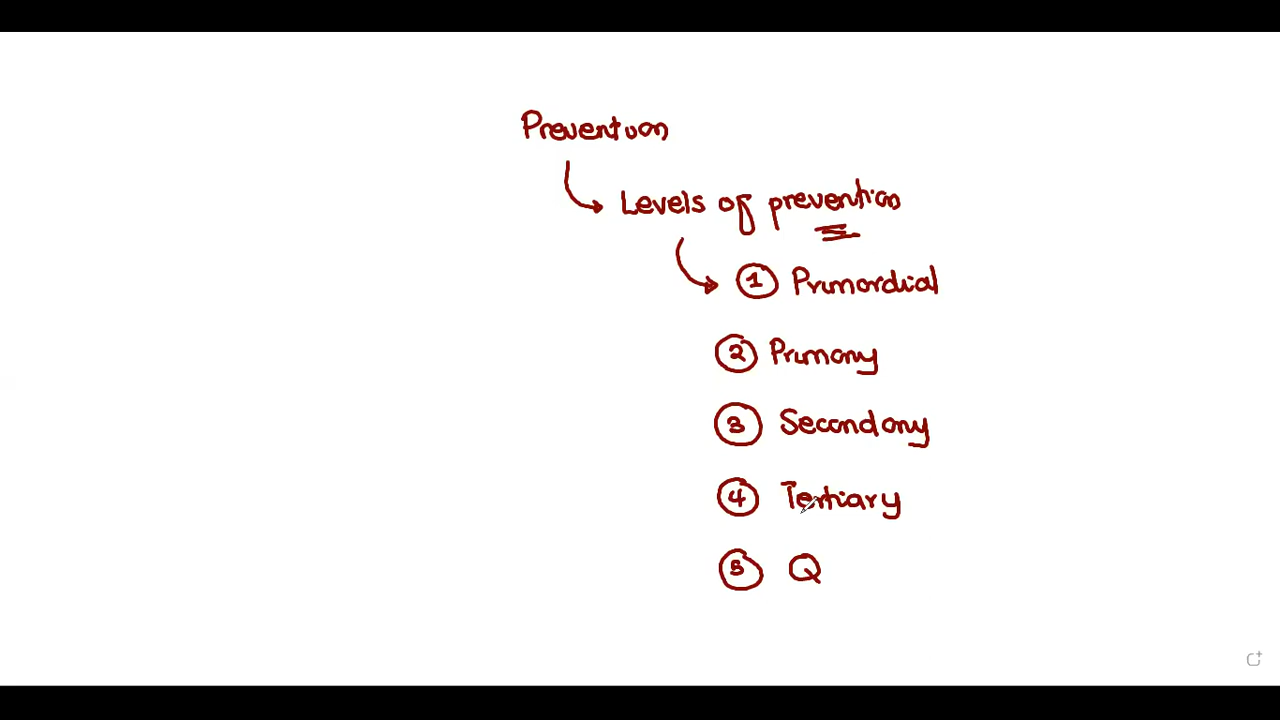 Prevention
Levels of prevention
1 Primordial
2 Primary
3 Secondary
4 Tertiary
5 Q